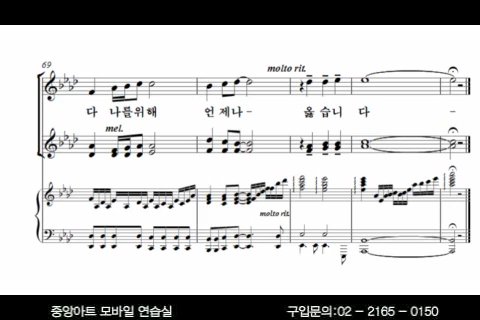 69
molto rit.
다 나를위해 언제나- 옳습니 다 -
mel.
molto rit.
중앙아트 모바일 연습실 구입문의:02 - 2165 - 0150